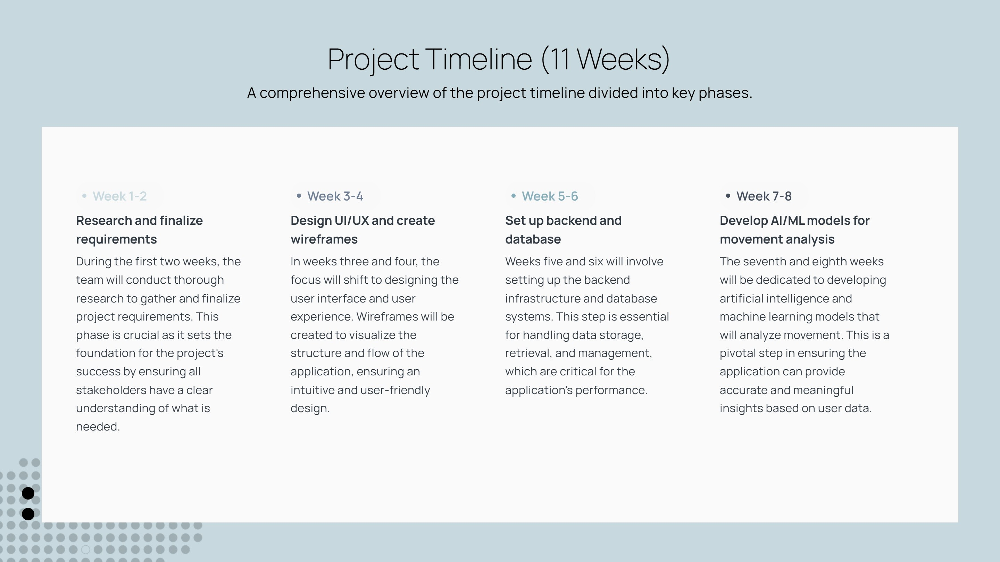 Project Timeline (11 Weeks)
A comprehensive overview of the project timeline divided into key phases.
• Week 1-2
Research and finalize
requirements
During the first two weeks, the
team will conduct thorough
research to gather and finalize
project requirements. This
phase is crucial as it sets the
foundation for the project's
success by ensuring all
stakeholders have a clear
understanding of what is
needed.
• Week 3-4
Design UI/UX and create
wireframes
In weeks three and four, the
focus will shift to designing the
user interface and user
experience. Wireframes will be
created to visualize the
structure and flow of the
application, ensuring an
intuitive and user-friendly
design.
• Week 5-6
Set up backend and
database
Weeks five and six will involve
setting up the backend
infrastructure and database
systems. This step is essential
for handling data storage,
retrieval, and management,
which are critical for the
application's performance.
• Week 7-8
Develop AI/ML models for
movement analysis
The seventh and eighth weeks
will be dedicated to developing
artificial intelligence and
machine learning models that
will analyze movement. This is a
pivotal step in ensuring the
application can provide
accurate and meaningful
insights based on user data.